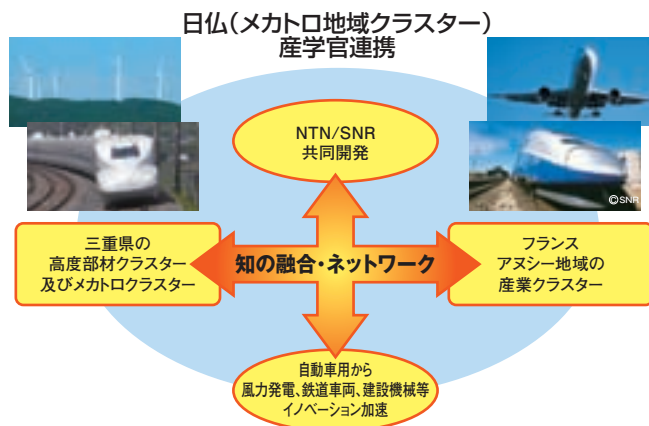 日仏（メカトロ地域クラスター）
産学官連携
NTN/SNR
共同開発
©SNR
三重県の
高度部材クラスター
及びメカトロクラスター
知の融合・ネットワーク
フランス
アヌシー地域の
産業クラスター
自動車用から
風力発電、鉄道車両、建設機械等
イノベーション加速